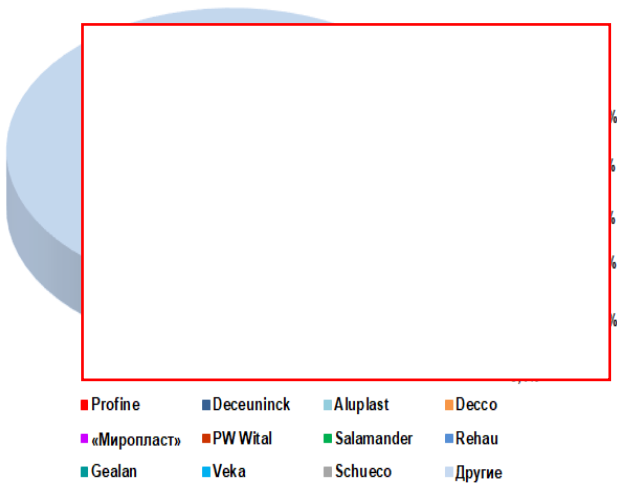 %
%
%
%
%
Profine Deceuninck Aluplast Decco
«Миропласт» PW Wital Salamander Rehau
Gealan Veka Schueco Другие